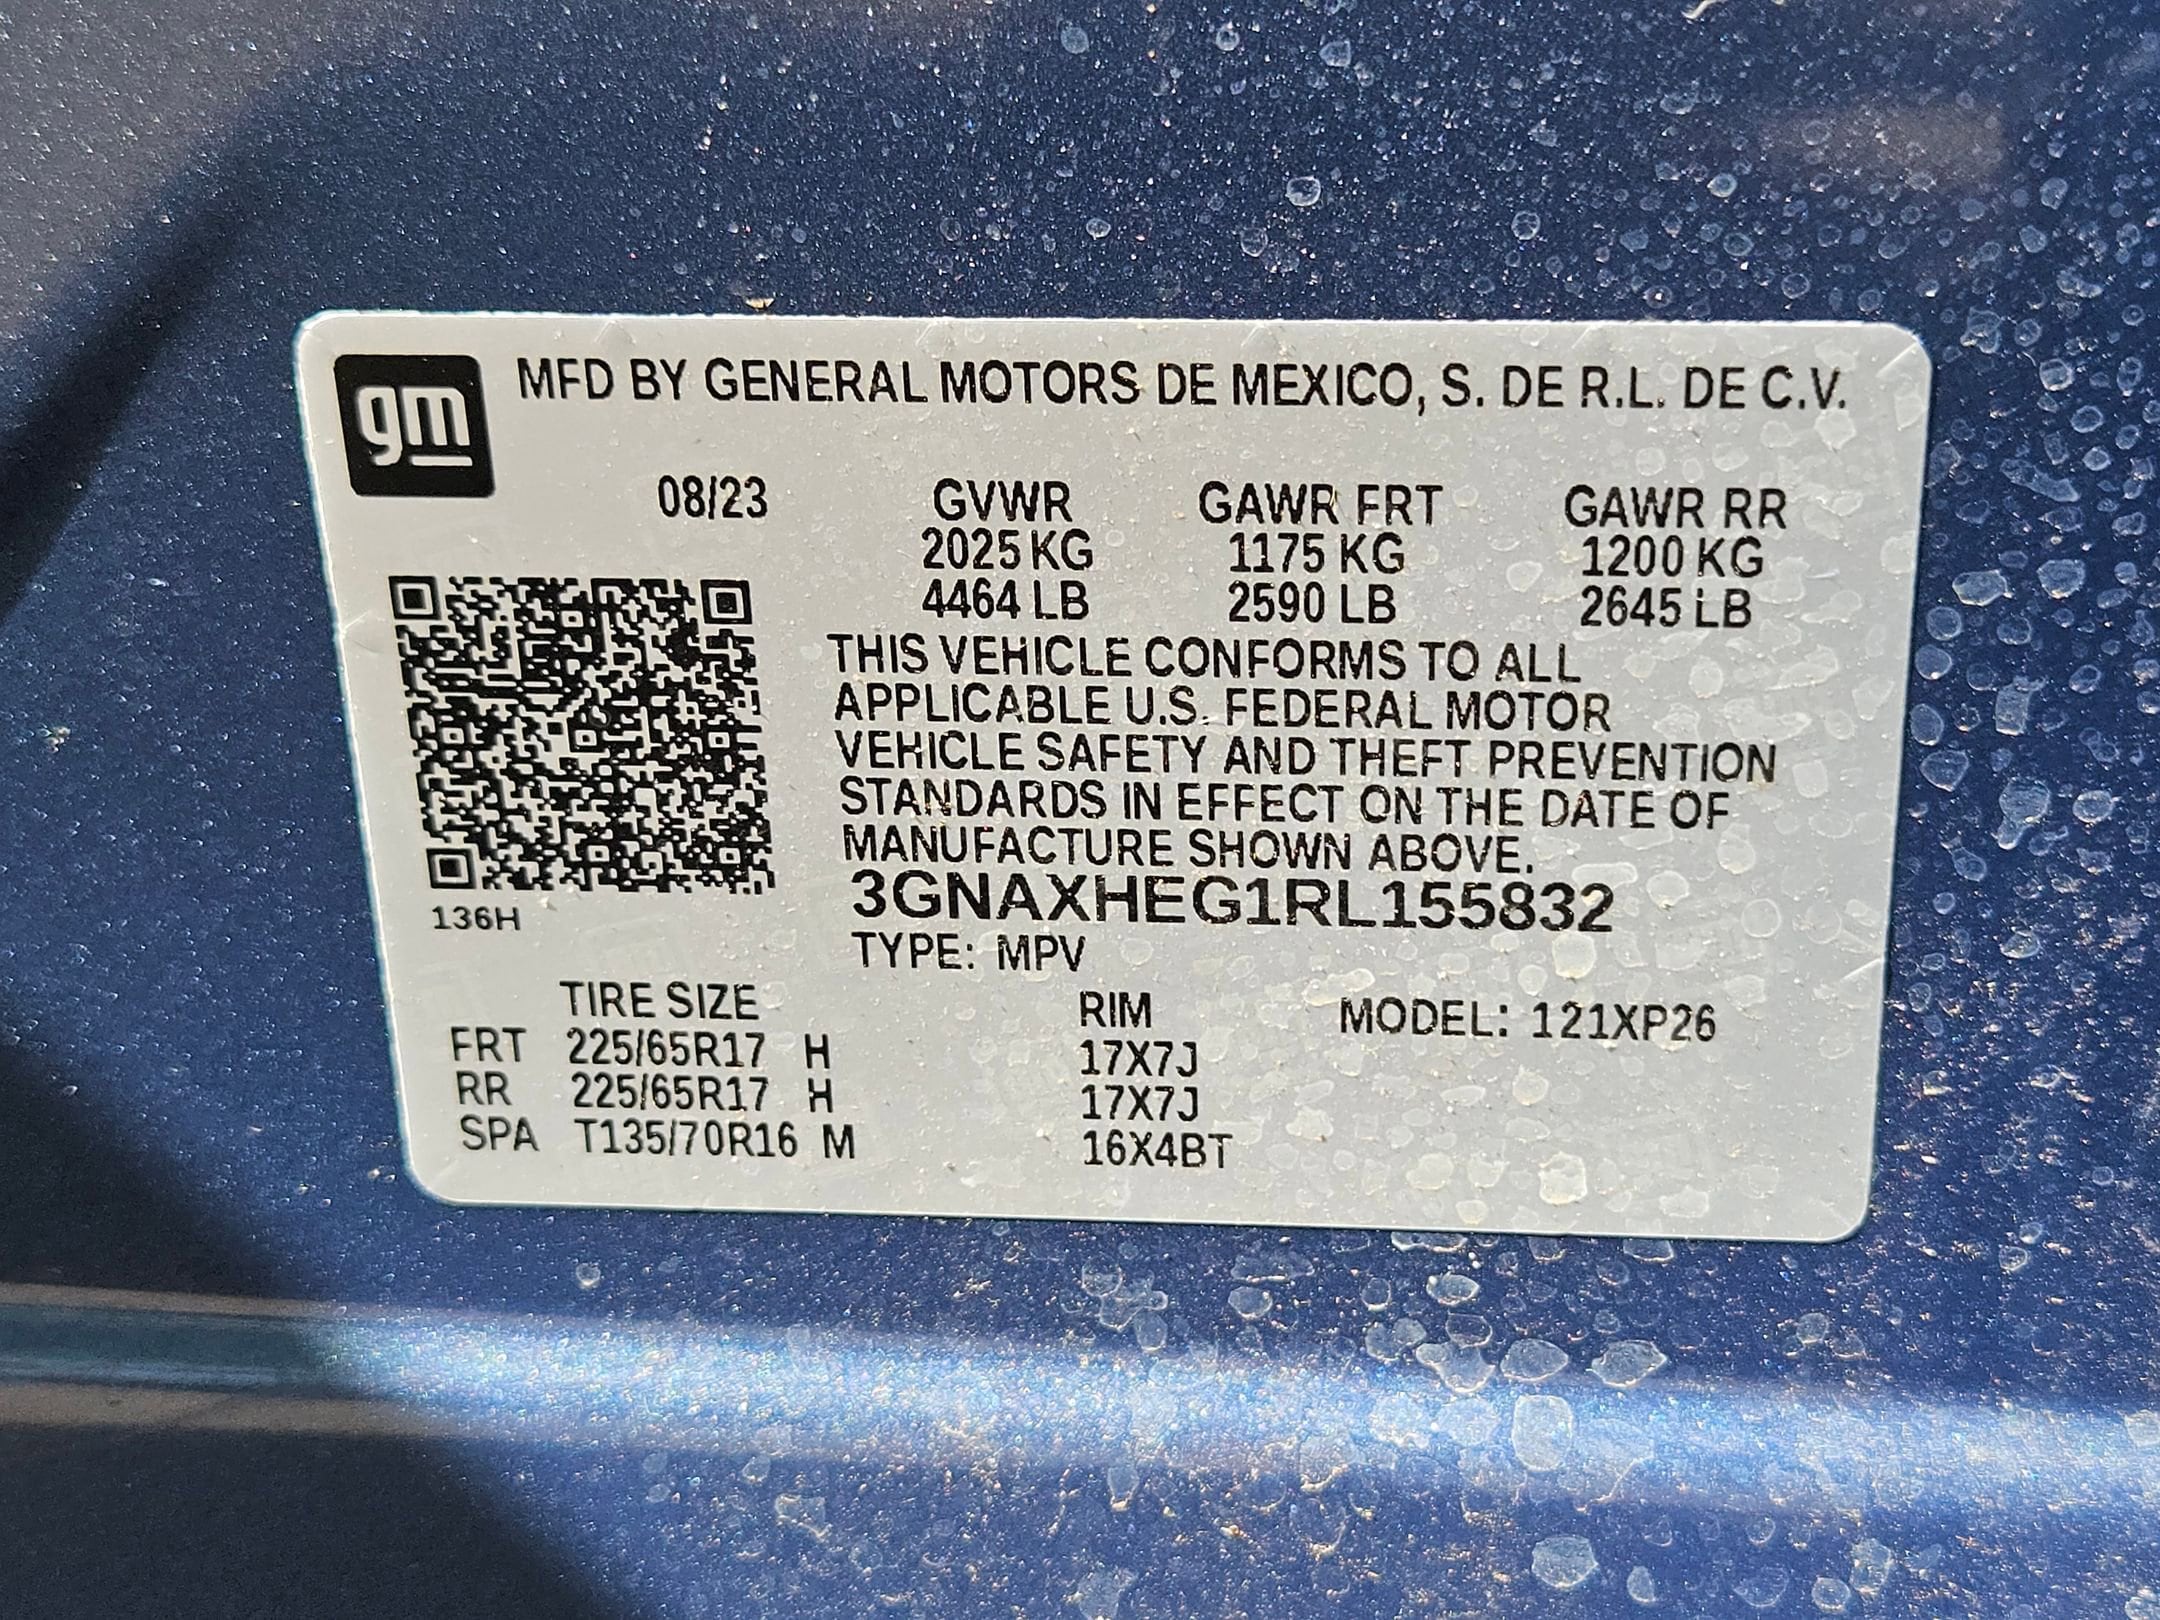 gm
MFD BY GENERAL MOTORS DE MEXICO, S. DE R.L. DE C.V.
08/23 GVWR GAWR FRT GAWR RR
2025 KG 1175 KG 1200 KG
4464 LB 2590 LB 2645 LB
THIS VEHICLE CONFORMS TO ALL
APPLICABLE U.S. FEDERAL MOTOR
VEHICLE SAFETY AND THEFT PREVENTION
STANDARDS IN EFFECT ON THE DATE OF
MANUFACTURE SHOWN ABOVE.
3GNAXHEG1RL155832
136H
TYPE: MPV
TIRE SIZE RIM MODEL: 121XP26
FRT 225/65R17 H 17X7J
RR 225/65R17 H 17X7J
SPA T135/70R16 M 16X4BT